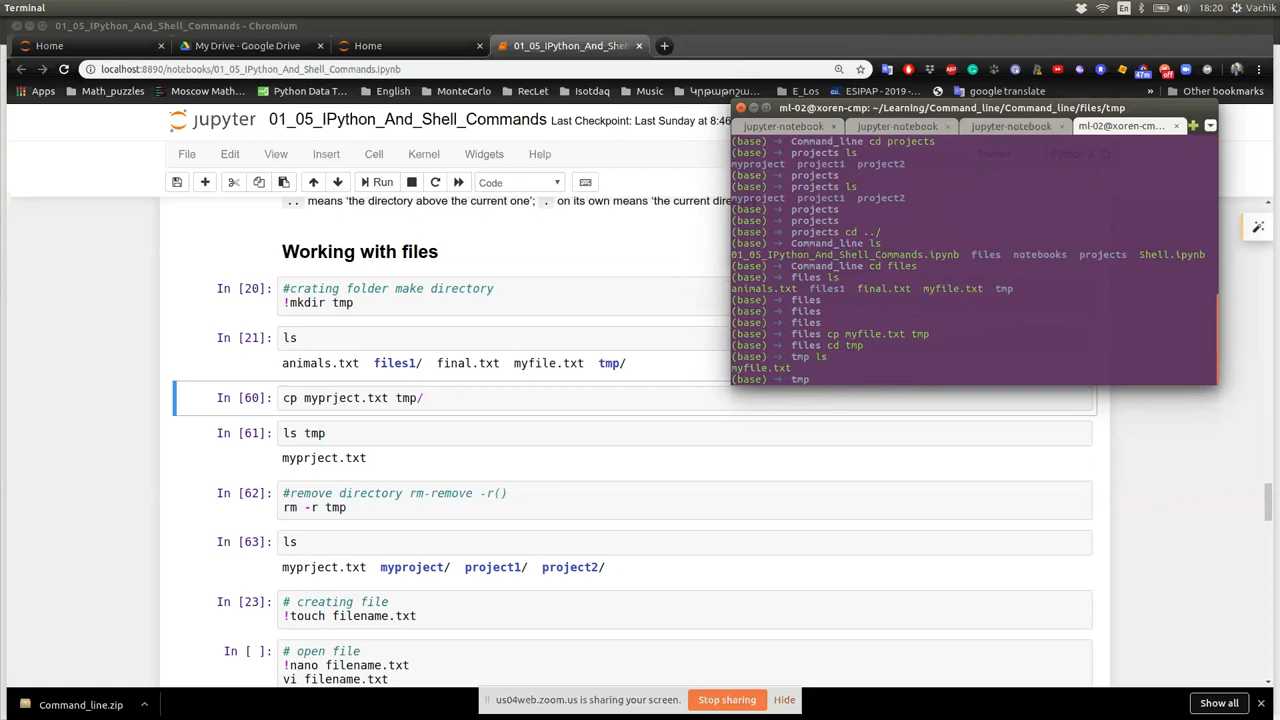 Terminal
En
18:20
Vachik
01_05_IPython_And_Shell_Commands - Chromium
Home
My Drive - Google Drive
Home
01_05_IPython_And_Shell
localhost:8890/notebooks/01_05_IPython_And_Shell_Commands.ipynb
47m
off
Apps
Math_puzzles
Moscow Math...
Python Data T...
English
MonteCarlo
RecLet
Isotdaq
Music
E_Los
ESIPAP - 2019 -...
google translate
»
Other bookmarks
jupyter
01_05_IPython_And_Shell_Commands
Last Checkpoint: Last Sunday at 8:46
File
Edit
View
Insert
Cell
Kernel
Widgets
Help
Trusted
Python 3
Run
Code
.. means 'the directory above the current one'; . on its own means 'the current dire
Working with files
In [20]:
#crating folder make directory
!mkdir tmp
In [21]:
ls
animals.txt files1/ final.txt myfile.txt tmp/
In [60]:
cp myprject.txt tmp/
In [61]:
ls tmp
myprject.txt
In [62]:
#remove directory rm-remove -r()
rm -r tmp
In [63]:
ls
myprject.txt myproject/ project1/ project2/
In [23]:
# creating file
!touch filename.txt
In [ ]:
# open file
!nano filename.txt
vi filename.txt
ml-02@xoren-cmp: ~/Learning/Command_line/Command_line/files/tmp
jupyter-notebook
jupyter-notebook
jupyter-notebook
ml-02@xoren-cm...
(base) → Command_line cd projects
(base) → projects ls
myproject project1 project2
(base) → projects
(base) → projects ls
myproject project1 project2
(base) → projects
(base) → projects
(base) → projects cd ../
(base) → Command_line ls
01_05_IPython_And_Shell_Commands.ipynb files notebooks projects Shell.ipynb
(base) → Command_line cd files
(base) → files ls
animals.txt files1 final.txt myfile.txt tmp
(base) → files
(base) → files
(base) → files
(base) → files cp myfile.txt tmp
(base) → files cd tmp
(base) → tmp ls
myfile.txt
(base) → tmp
Command_line.zip
us04web.zoom.us is sharing your screen.
Stop sharing
Hide
Show all